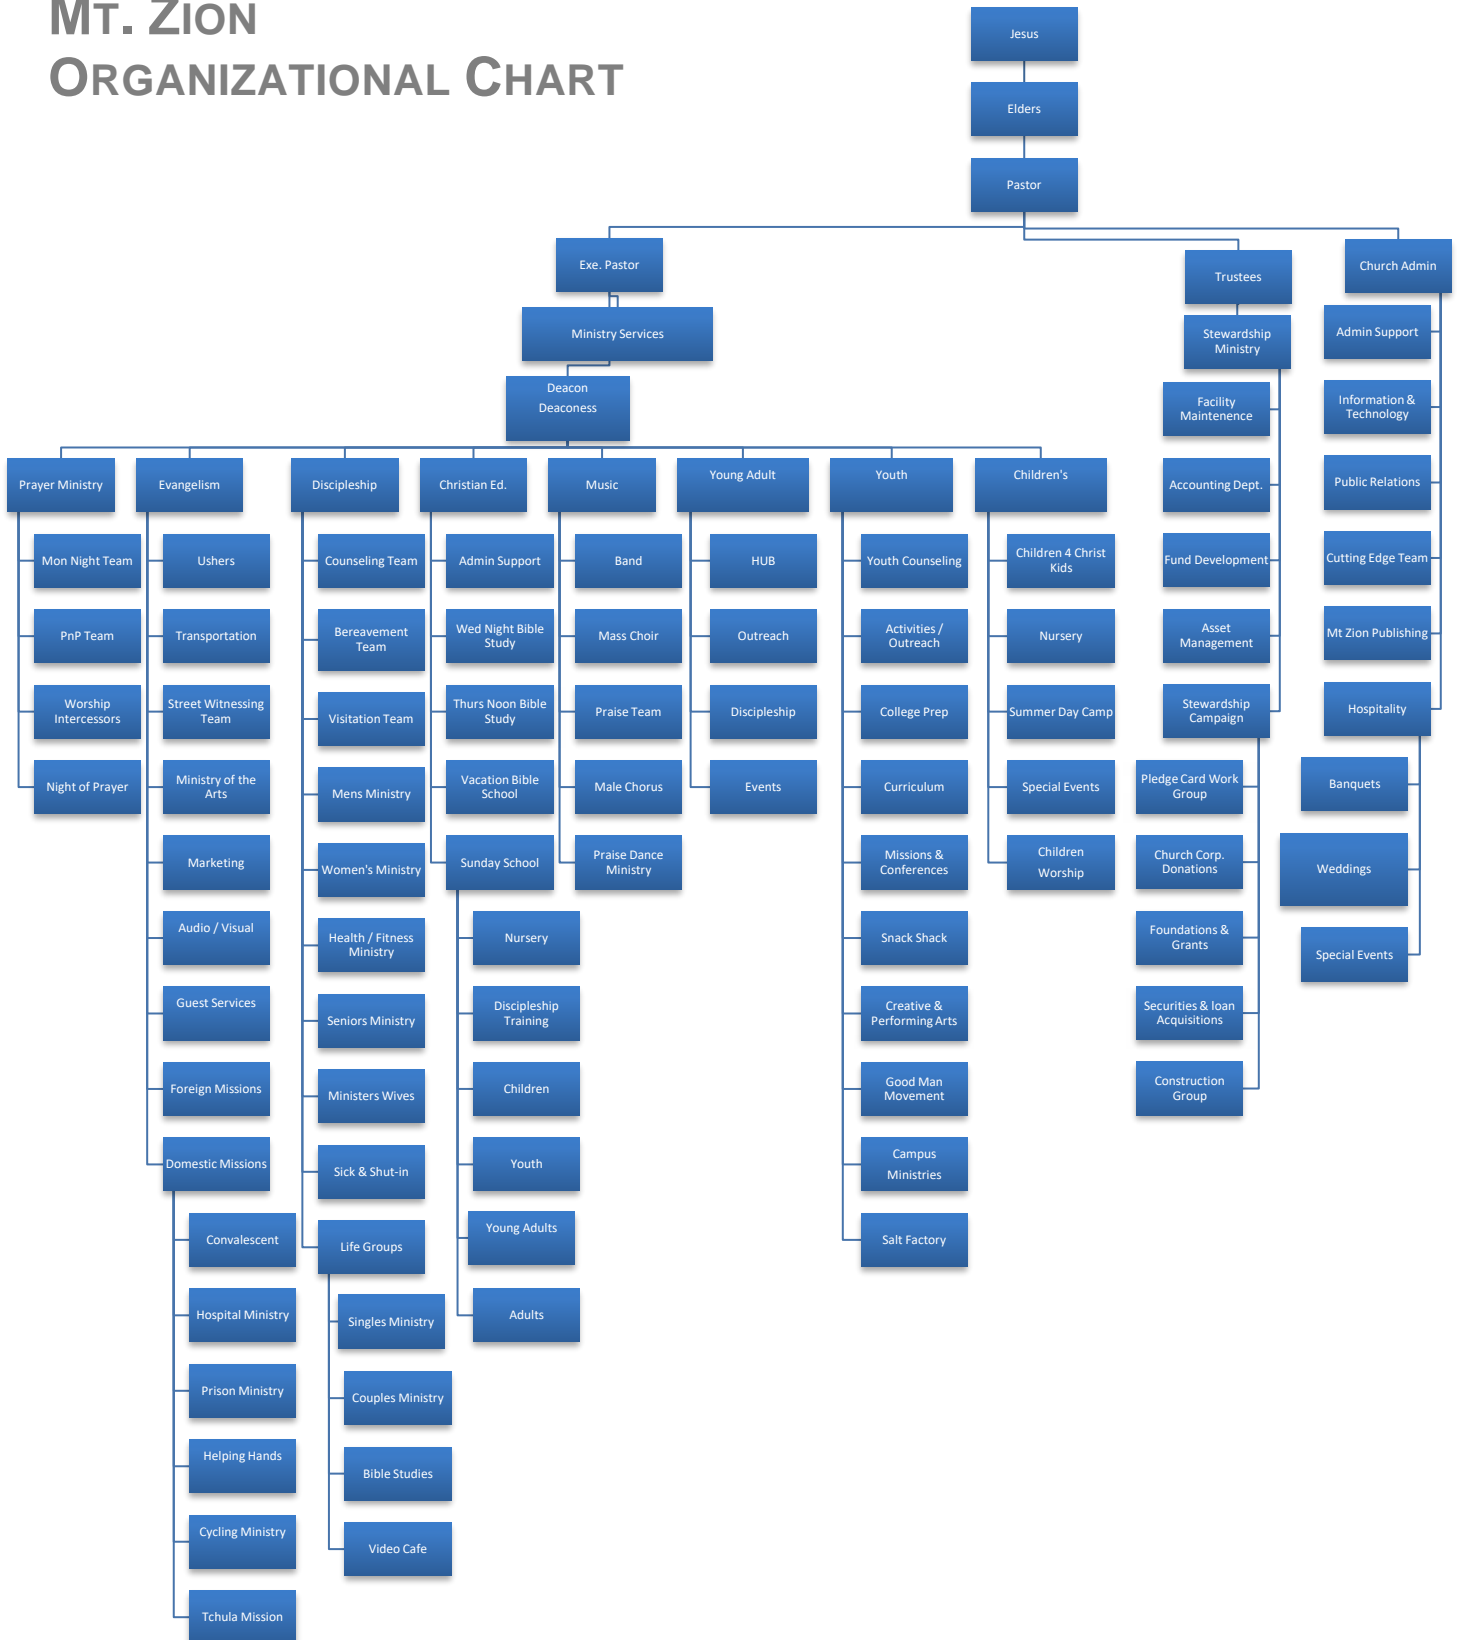 MT. ZION
ORGANIZATIONAL CHART
Jesus
Elders
Pastor
Exe. Pastor
Trustees
Church Admin
Ministry Services
Stewardship
Ministry
Deacon
Deaconess
Prayer Ministry
Evangelism
Discipleship
Christian Ed.
Music
Young Adult
Youth
Children's
Mon Night Team
PnP Team
Worship
Intercessors
Night of Prayer
Ushers
Transportation
Street Witnessing
Team
Ministry of the
Arts
Marketing
Audio / Visual
Guest Services
Foreign Missions
Domestic Missions
Convalescent
Hospital Ministry
Prison Ministry
Helping Hands
Cycling Ministry
Tchula Mission
Counseling Team
Bereavement
Team
Visitation Team
Mens Ministry
Women's Ministry
Health / Fitness
Ministry
Seniors Ministry
Ministers Wives
Sick & Shut-in
Life Groups
Singles Ministry
Couples Ministry
Bible Studies
Video Cafe
Admin Support
Wed Night Bible
Study
Thurs Noon Bible
Study
Vacation Bible
School
Sunday School
Nursery
Discipleship
Training
Children
Youth
Young Adults
Adults
Band
Mass Choir
Praise Team
Male Chorus
Praise Dance
Ministry
HUB
Outreach
Discipleship
Events
Youth Counseling
Activities /
Outreach
College Prep
Curriculum
Missions &
Conferences
Snack Shack
Creative &
Performing Arts
Good Man
Movement
Campus
Ministries
Salt Factory
Children 4 Christ
Kids
Nursery
Summer Day Camp
Special Events
Children
Worship
Facility
Maintenence
Accounting Dept.
Fund Development
Asset
Management
Stewardship
Campaign
Pledge Card Work
Group
Church Corp.
Donations
Foundations &
Grants
Securities & loan
Acquisitions
Construction
Group
Admin Support
Information &
Technology
Public Relations
Cutting Edge Team
Mt Zion Publishing
Hospitality
Banquets
Weddings
Special Events